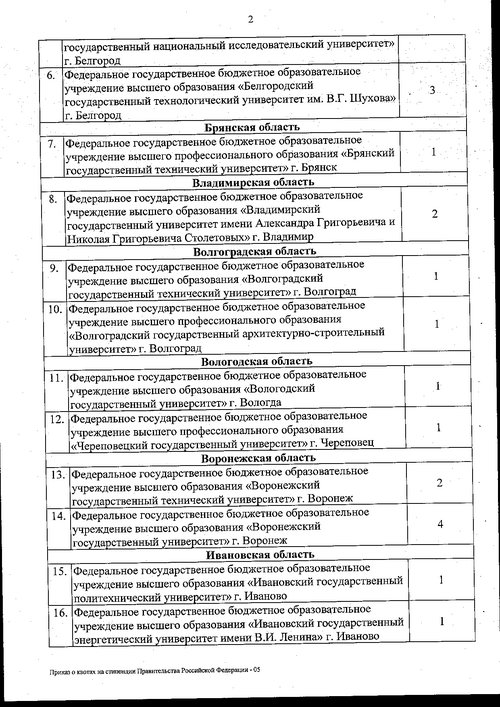 2
государственный национальный исследовательский университет»
г. Белгород
6. Федеральное государственное бюджетное образовательное
учреждение высшего образования «Белгородский
государственный технологический университет им. В.Г. Шухова»
г. Белгород
3
Брянская область
7. Федеральное государственное бюджетное образовательное
учреждение высшего профессионального образования «Брянский
государственный технический университет» г. Брянск
1
Владимирская область
8. Федеральное государственное бюджетное образовательное
учреждение высшего образования «Владимирский
государственный университет имени Александра Григорьевича и
Николая Григорьевича Столетовых» г. Владимир
2
Волгоградская область
9. Федеральное государственное бюджетное образовательное
учреждение высшего образования «Волгоградский
государственный технический университет» г. Волгоград
1
10. Федеральное государственное бюджетное образовательное
учреждение высшего профессионального образования
«Волгоградский государственный архитектурно-строительный
университет» г. Волгоград
1
Вологодская область
11. Федеральное государственное бюджетное образовательное
учреждение высшего образования «Вологодский
государственный университет» г. Вологда
1
12. Федеральное государственное бюджетное образовательное
учреждение высшего профессионального образования
«Череповецкий государственный университет» г. Череповец
1
Воронежская область
13. Федеральное государственное бюджетное образовательное
учреждение высшего образования «Воронежский
государственный технический университет» г. Воронеж
2
14. Федеральное государственное бюджетное образовательное
учреждение высшего образования «Воронежский
государственный университет» г. Воронеж
4
Ивановская область
15. Федеральное государственное бюджетное образовательное
учреждение высшего образования «Ивановский государственный
политехнический университет» г. Иваново
1
16. Федеральное государственное бюджетное образовательное
учреждение высшего образования «Ивановский государственный
энергетический университет имени В.И. Ленина» г. Иваново
1
Приказ о квотах на стипендии Правительства Российской Федерации - 05